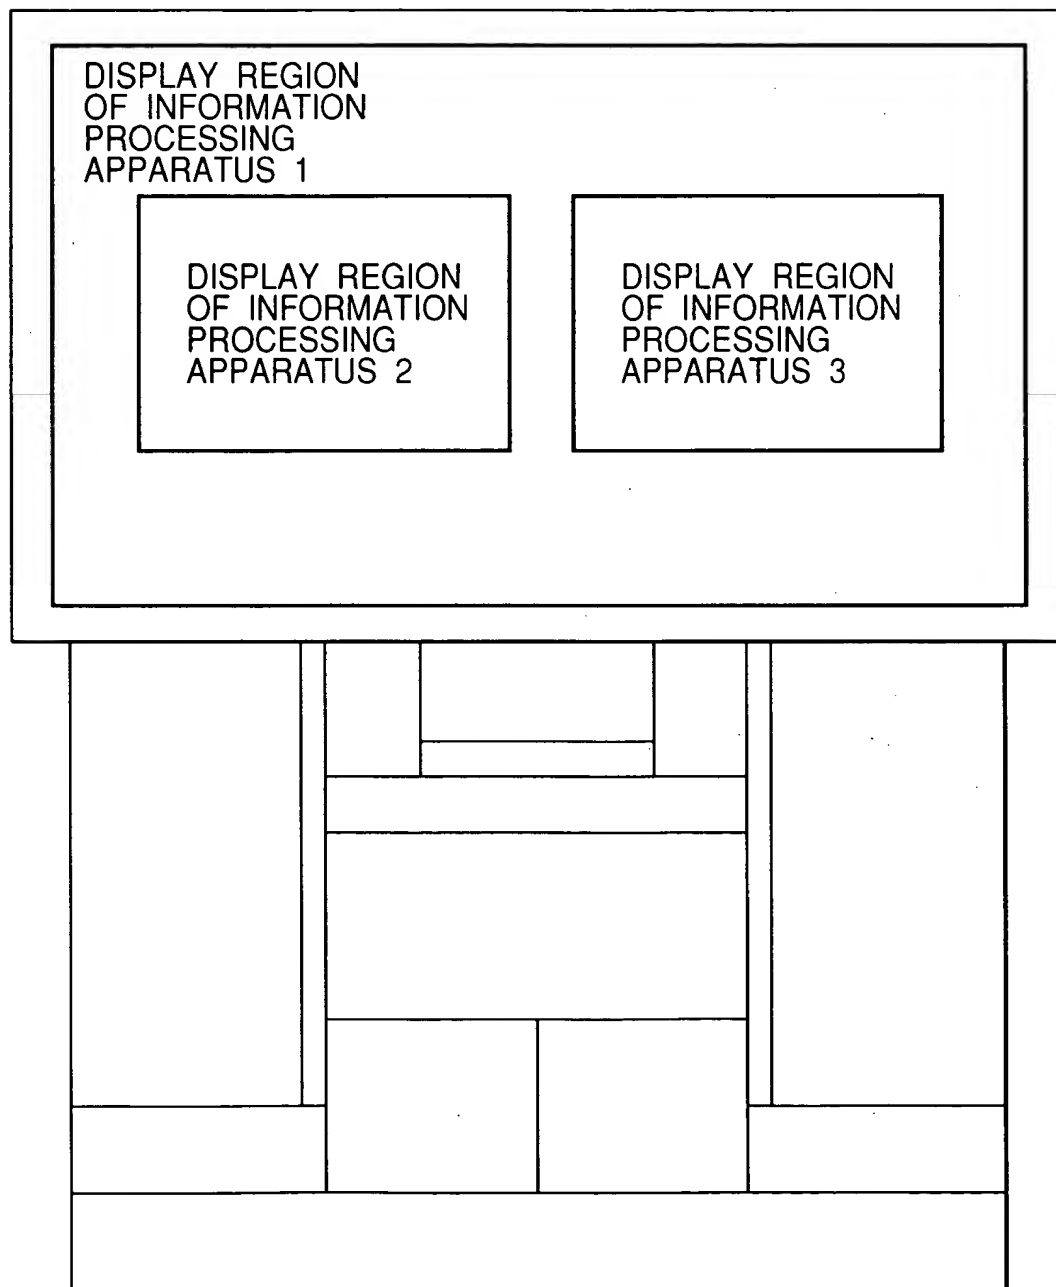 DISPLAY REGION
OF INFORMATION
PROCESSING
APPARATUS 1
DISPLAY REGION
OF INFORMATION
PROCESSING
APPARATUS 2
DISPLAY REGION
OF INFORMATION
PROCESSING
APPARATUS 3